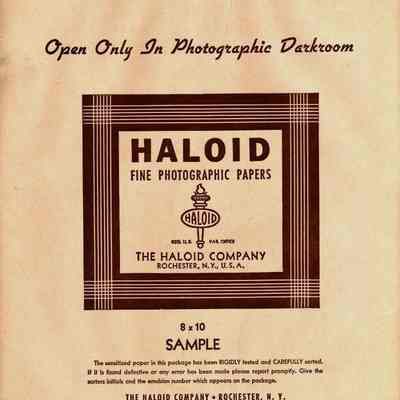 Open Only In Photographic Darkroom
HALOID
FINE PHOTOGRAPHIC PAPERS
HALOID
REG. U.S. PAT. OFFICE
THE HALOID COMPANY
ROCHESTER, N.Y., U.S.A.
8 x 10
SAMPLE
The sensitized paper in this package has been RIGIDLY tested and CAREFULLY sorted.
If it is found defective or any error has been made please report promptly. Give the
sorters initials and the emulsion number which appears on the package.
THE HALOID COMPANY • ROCHESTER, N. Y.